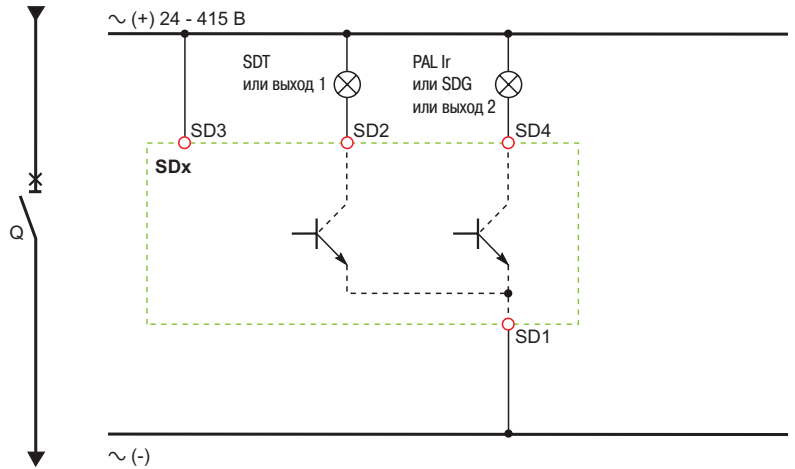 ∼ (+) 24 - 415 В
SDT
или выход 1
PAL Ir
или SDG
или выход 2
SD3
SD2
SD4
SDx
Q
SD1
∼ (-)